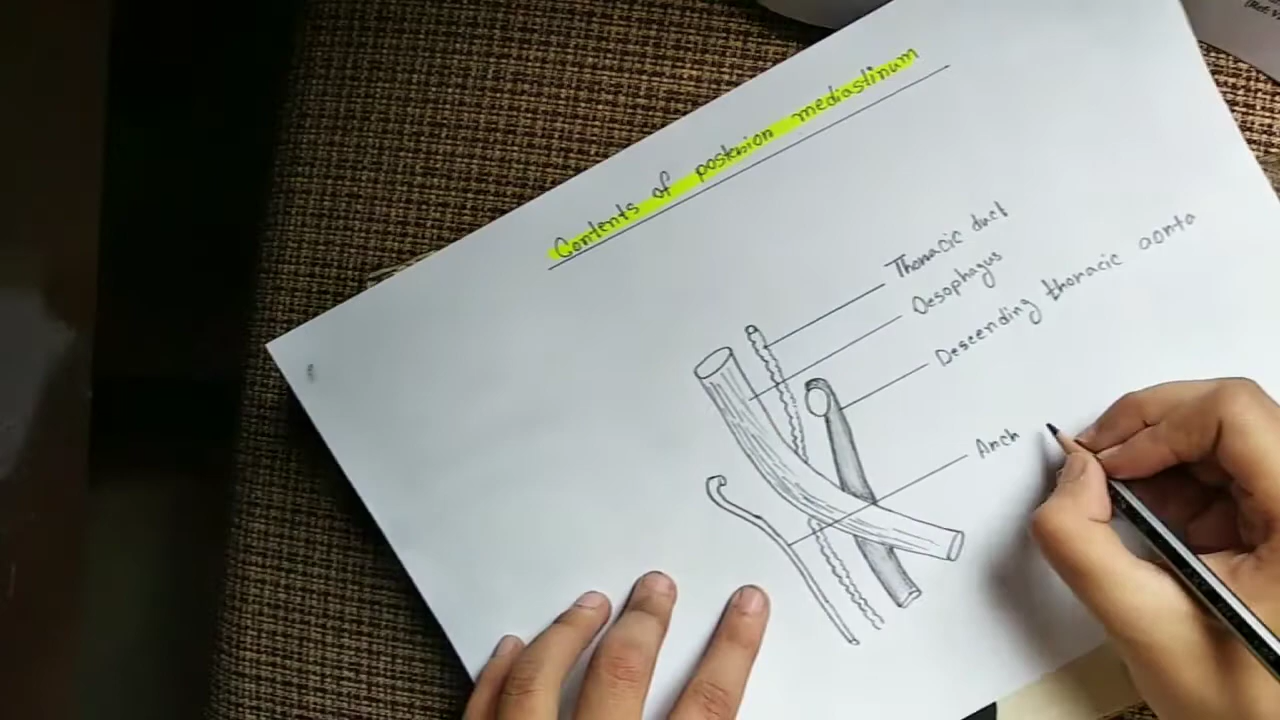 Contents of posterior mediastinum
Thoracic duct
Oesophagus
Descending thoracic aorta
Arch